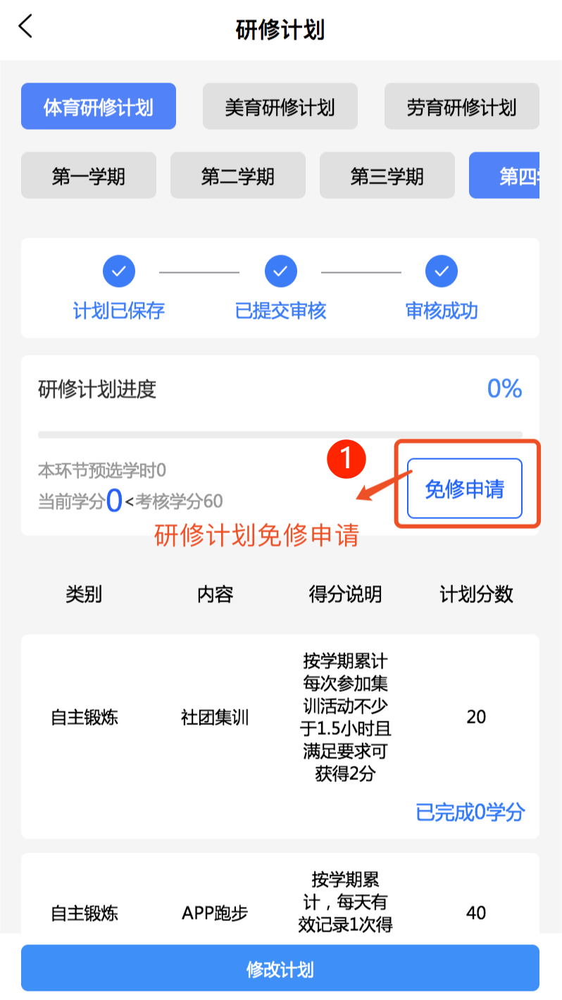 研修计划
体育研修计划 美育研修计划 劳育研修计划
第一学期 第二学期 第三学期 第四
计划已保存 已提交审核 审核成功
研修计划进度 0%
本环节预选学时0
1
免修申请
当前学分0<考核学分60
研修计划免修申请
类别 内容 得分说明 计划分数
按学期累计
每次参加集
训活动不少
自主锻炼 社团集训 于1.5小时且 20
满足要求可
获得2分
已完成0学分
按学期累
计，每天有
自主锻炼 APP跑步 效记录1次得 40
修改计划